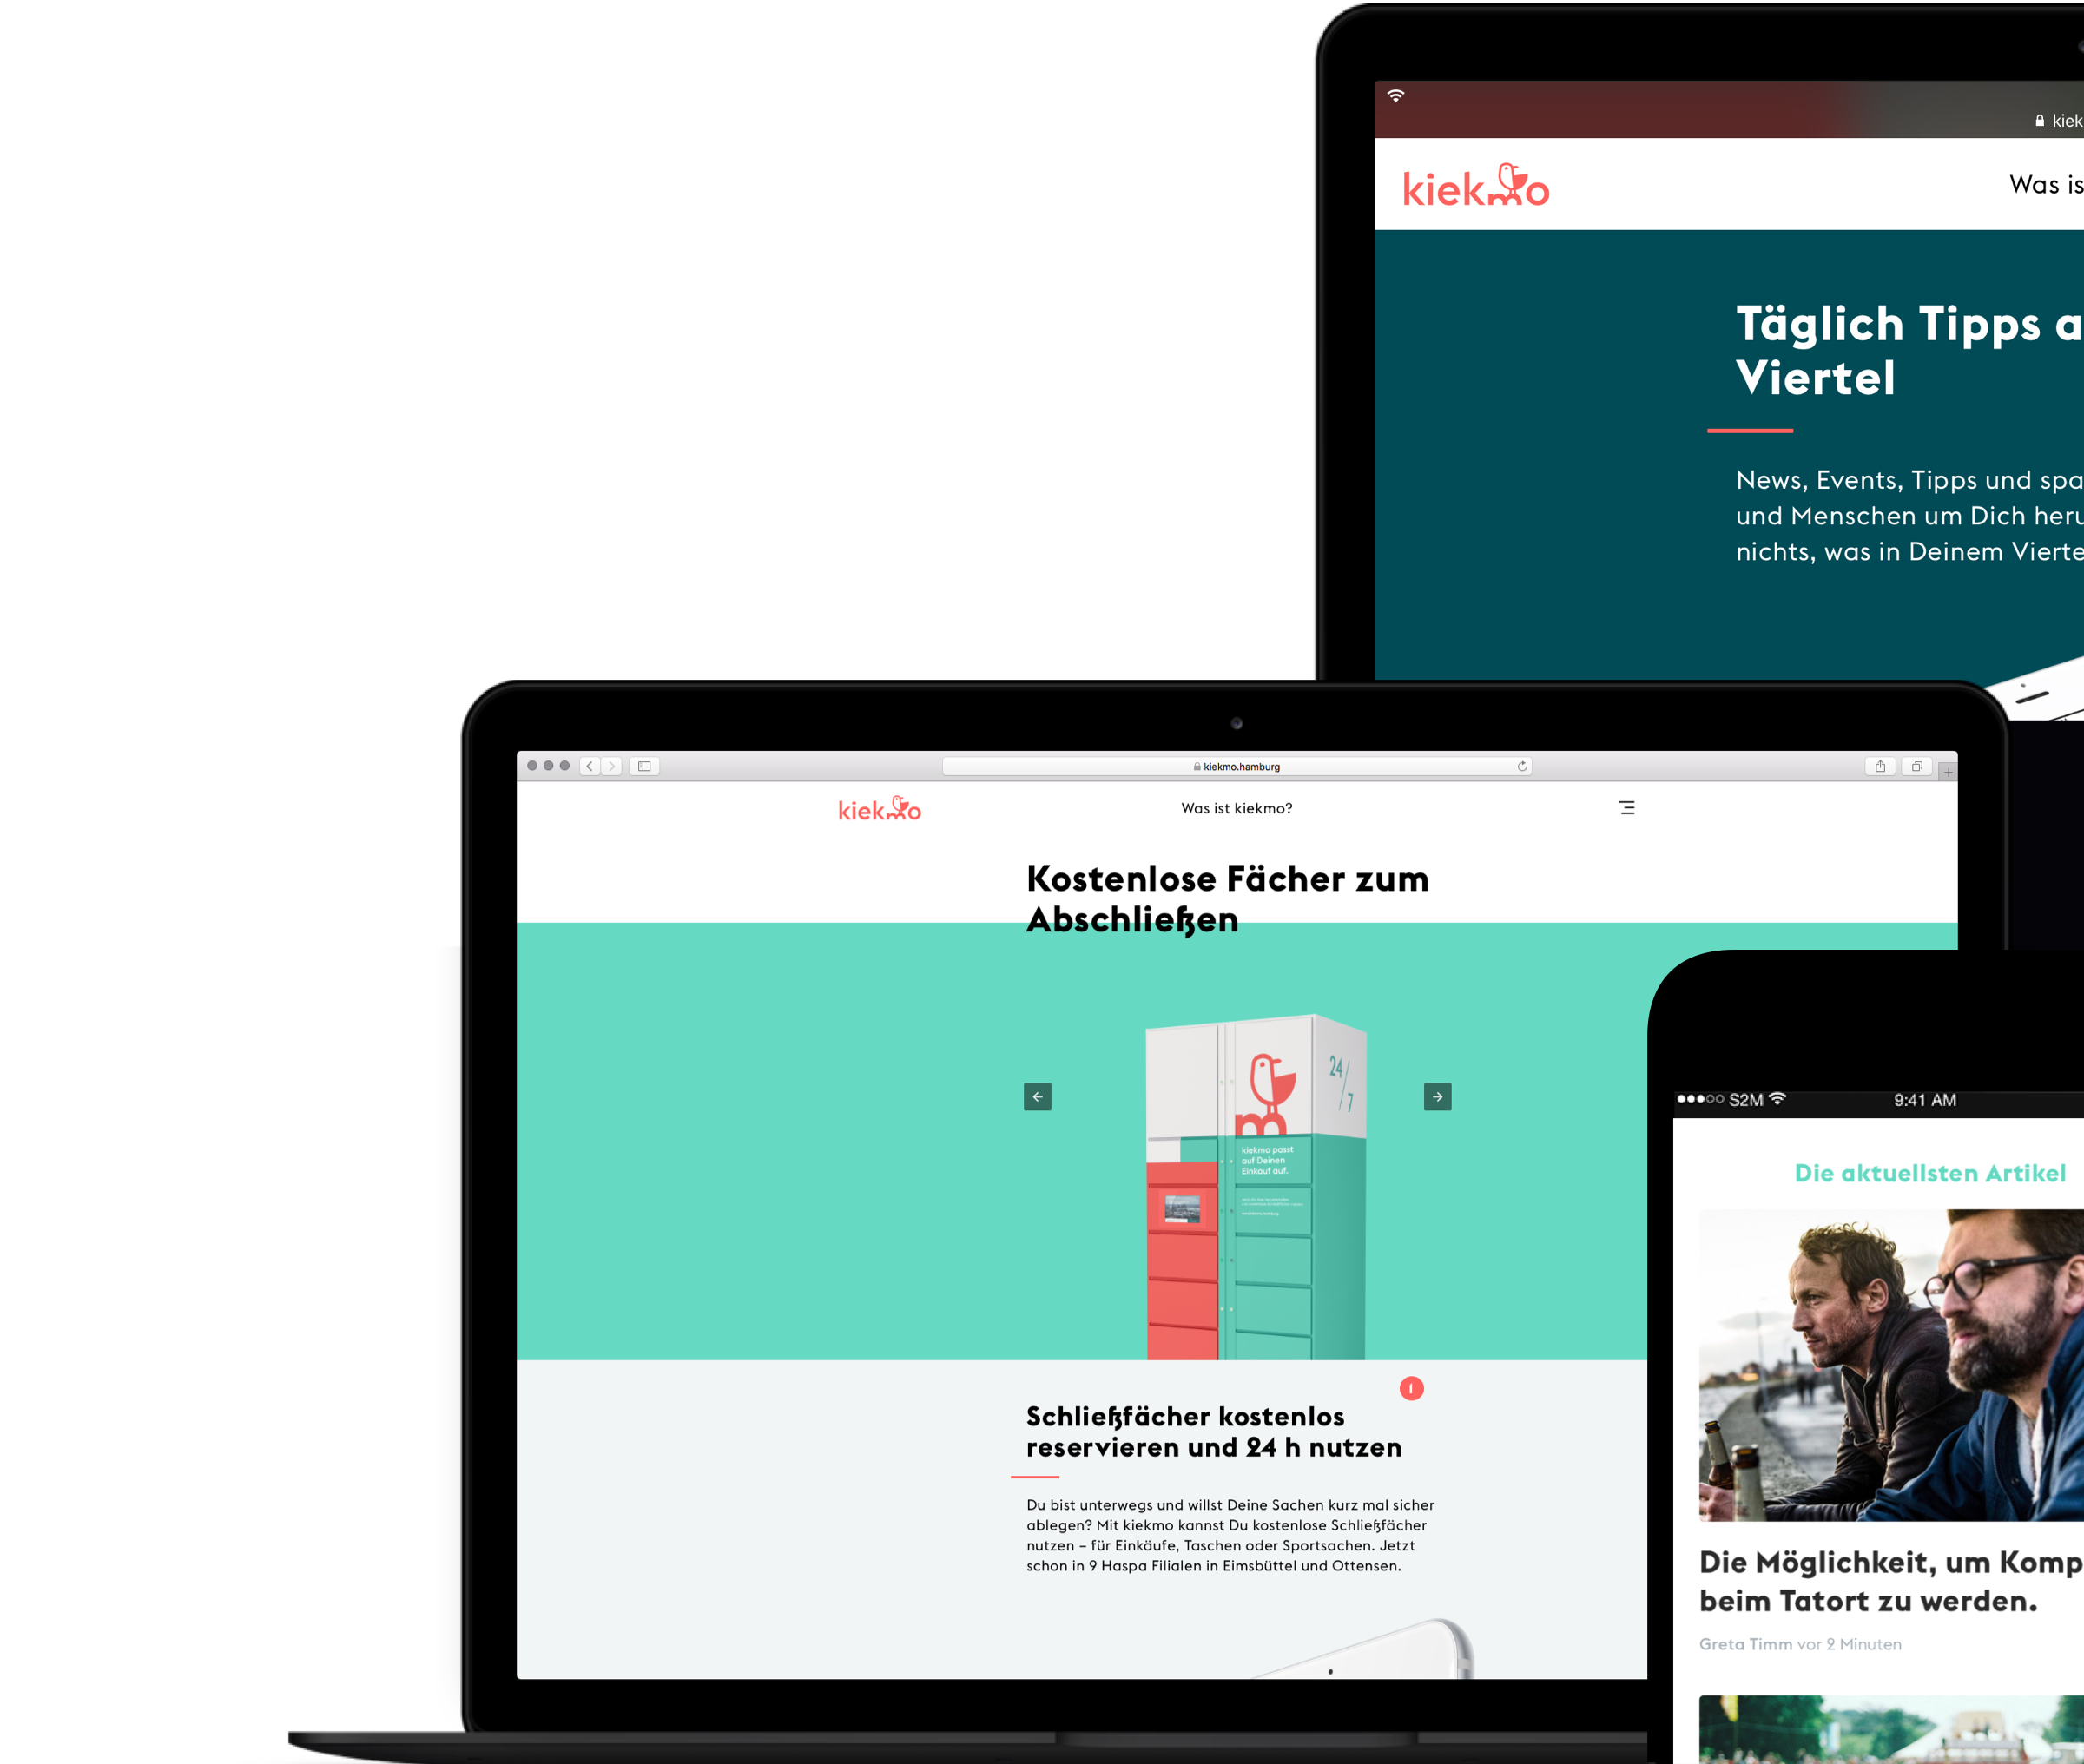 kiek
kiekmo
Was is
Täglich Tipps a
Viertel
News, Events, Tipps und spa
und Menschen um Dich heru
nichts, was in Deinem Vierte
kiekmo.hamburg
kiekmo
Was ist kiekmo?
Kostenlose Fächer zum
Abschließen
24/7
kiekmo passt
auf Deinen
Einkauf auf.
1
Schließfächer kostenlos
reservieren und 24 h nutzen
Du bist unterwegs und willst Deine Sachen kurz mal sicher
ablegen? Mit kiekmo kannst Du kostenlose Schließfächer
nutzen – für Einkäufe, Taschen oder Sportsachen. Jetzt
schon in 9 Haspa Filialen in Eimsbüttel und Ottensen.
S2M
9:41 AM
Die aktuellsten Artikel
Die Möglichkeit, um Komp
beim Tatort zu werden.
Greta Timm vor 2 Minuten